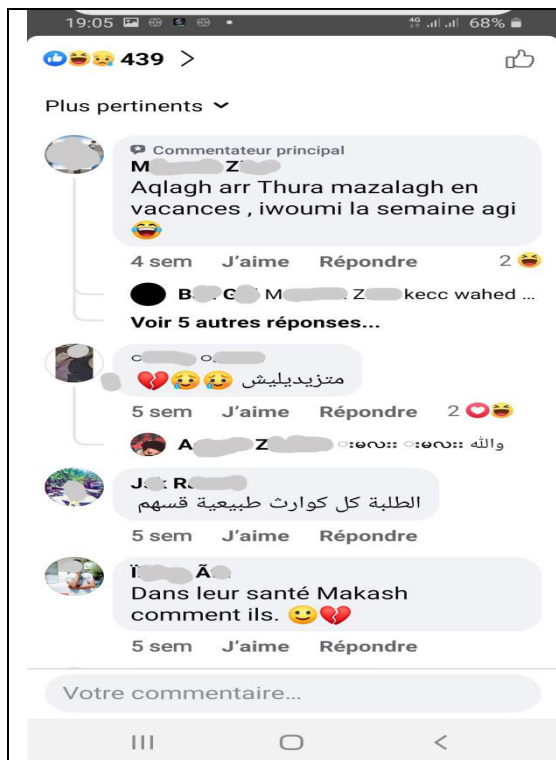 19:05 68%
439 >
Plus pertinents
Commentateur principal
M Z
Aqlagh arr Thura mazalagh en
vacances , iwoumi la semaine agi
😂
4 sem J'aime Répondre 2 😆
B G M Z kecc wahed ...
Voir 5 autres réponses...
متزيديليش 😥😥💔
5 sem J'aime Répondre 2
A Z والله
J R
الطلبة كل كوارث طبيعية قسهم
5 sem J'aime Répondre
Ï Ã
Dans leur santé Makash
comment ils. 🙂💔
5 sem J'aime Répondre
Votre commentaire...